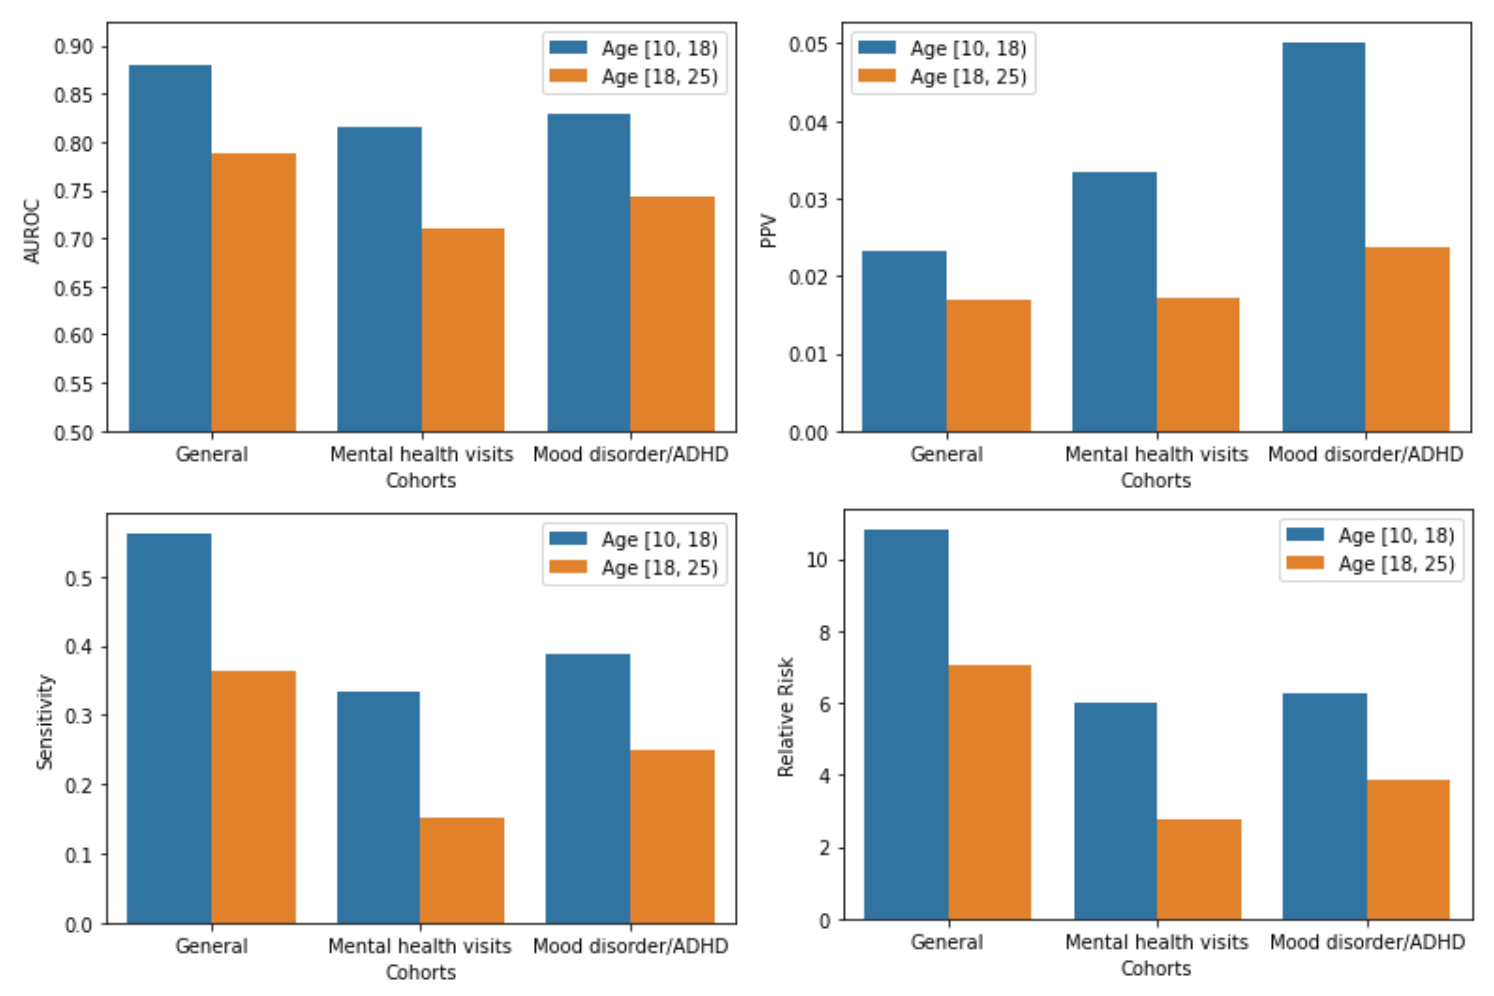 0.90
0.85
0.80
0.75
0.70
0.65
0.60
0.55
0.50
AUROC
Age [10, 18)
Age [18, 25)
General
Mental health visits
Mood disorder/ADHD
Cohorts
0.05
0.04
0.03
0.02
0.01
0.00
PPV
Age [10, 18)
Age [18, 25)
General
Mental health visits
Mood disorder/ADHD
Cohorts
0.5
0.4
0.3
0.2
0.1
0.0
Sensitivity
Age [10, 18)
Age [18, 25)
General
Mental health visits
Mood disorder/ADHD
Cohorts
10
8
6
4
2
0
Relative Risk
Age [10, 18)
Age [18, 25)
General
Mental health visits
Mood disorder/ADHD
Cohorts